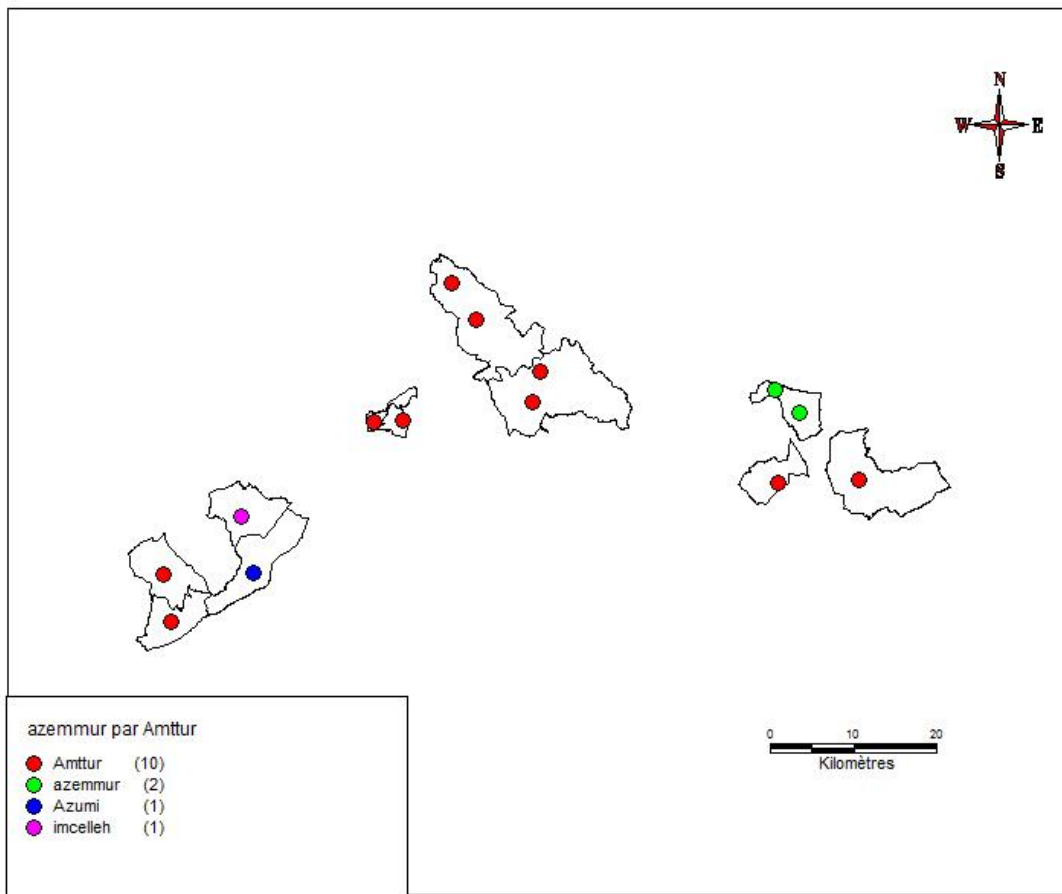 N
W E
S
azemmur par Amttur
Amttur (10)
azemmur (2)
Azumi (1)
imcelleh (1)
0 10 20
Kilomètres